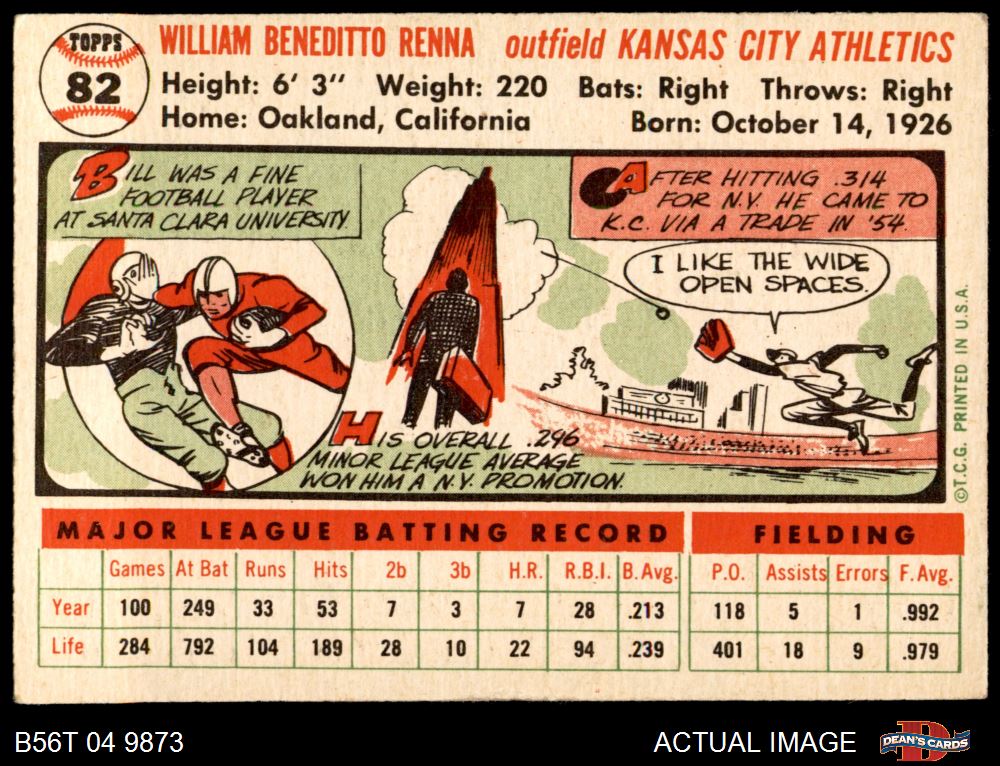 TOPPS
82
WILLIAM BENEDITTO RENNA outfield KANSAS CITY ATHLETICS
Height: 6' 3" Weight: 220 Bats: Right Throws: Right
Home: Oakland, California Born: October 14, 1926
BILL WAS A FINE
FOOTBALL PLAYER
AT SANTA CLARA UNIVERSITY.
HIS OVERALL .296
MINOR LEAGUE AVERAGE
WON HIM A N.Y. PROMOTION.
AFTER HITTING .314
FOR N.Y. HE CAME TO
K.C. VIA A TRADE IN '54.
I LIKE THE WIDE
OPEN SPACES.
©T.C.G. PRINTED IN U.S.A.
MAJOR LEAGUE BATTING RECORD FIELDING
Games At Bat Runs Hits 2b 3b H.R. R.B.I. B. Avg. P.O. Assists Errors F. Avg.
Year 100 249 33 53 7 3 7 28 .213 118 5 1 .992
Life 284 792 104 189 28 10 22 94 .239 401 18 9 .979
B56T 04 9873 ACTUAL IMAGE DEAN'S CARDS